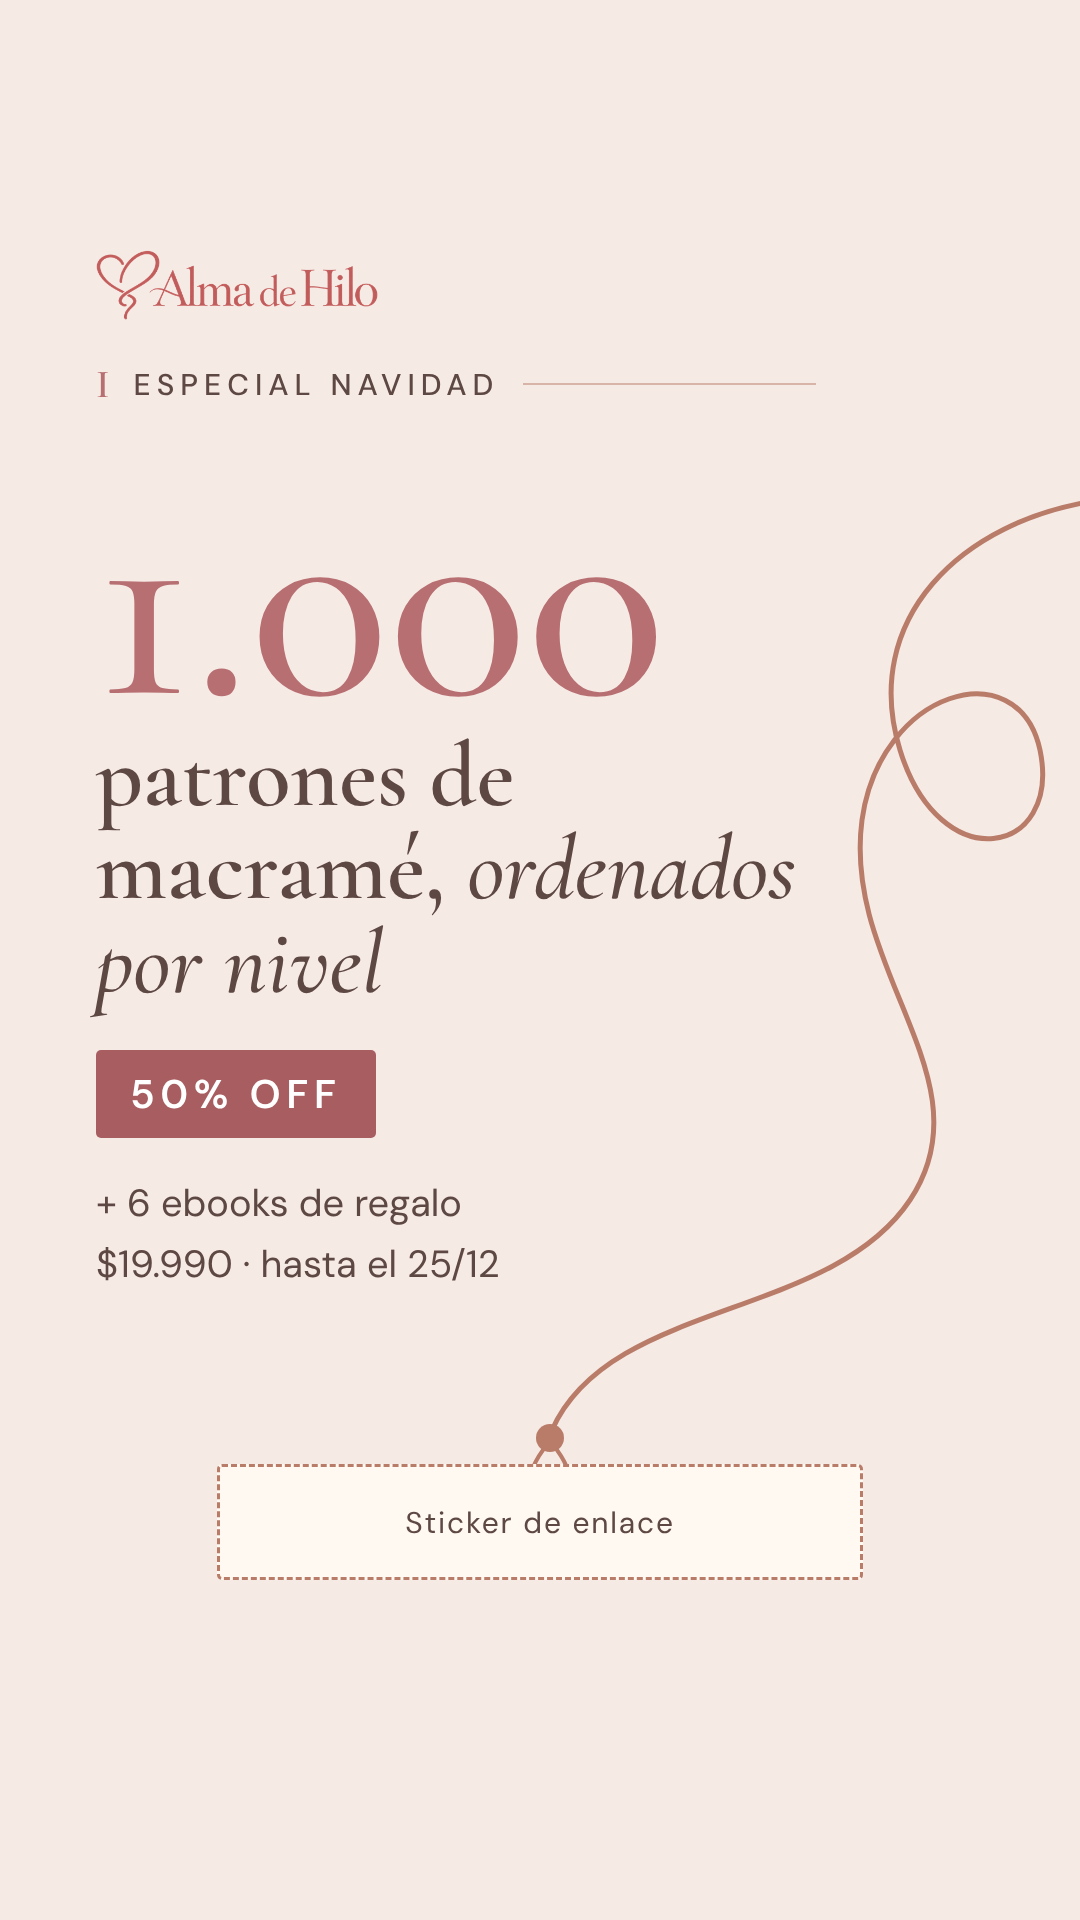 Alma de Hilo
1 ESPECIAL NAVIDAD
1.000
patrones de
macramé, ordenados
por nivel
50% OFF
+ 6 ebooks de regalo
$19.990 · hasta el 25/12
Sticker de enlace